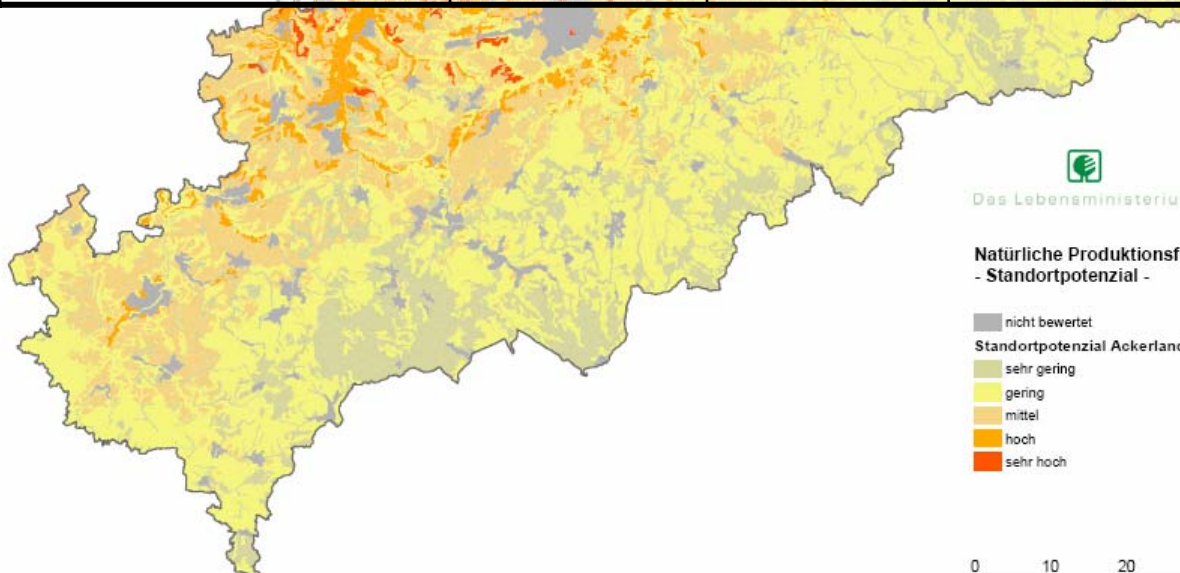 Das Lebensministeriu
Natürliche Produktionsf
- Standortpotenzial -
nicht bewertet
Standortpotenzial Ackerland
sehr gering
gering
mittel
hoch
sehr hoch
0 10 20